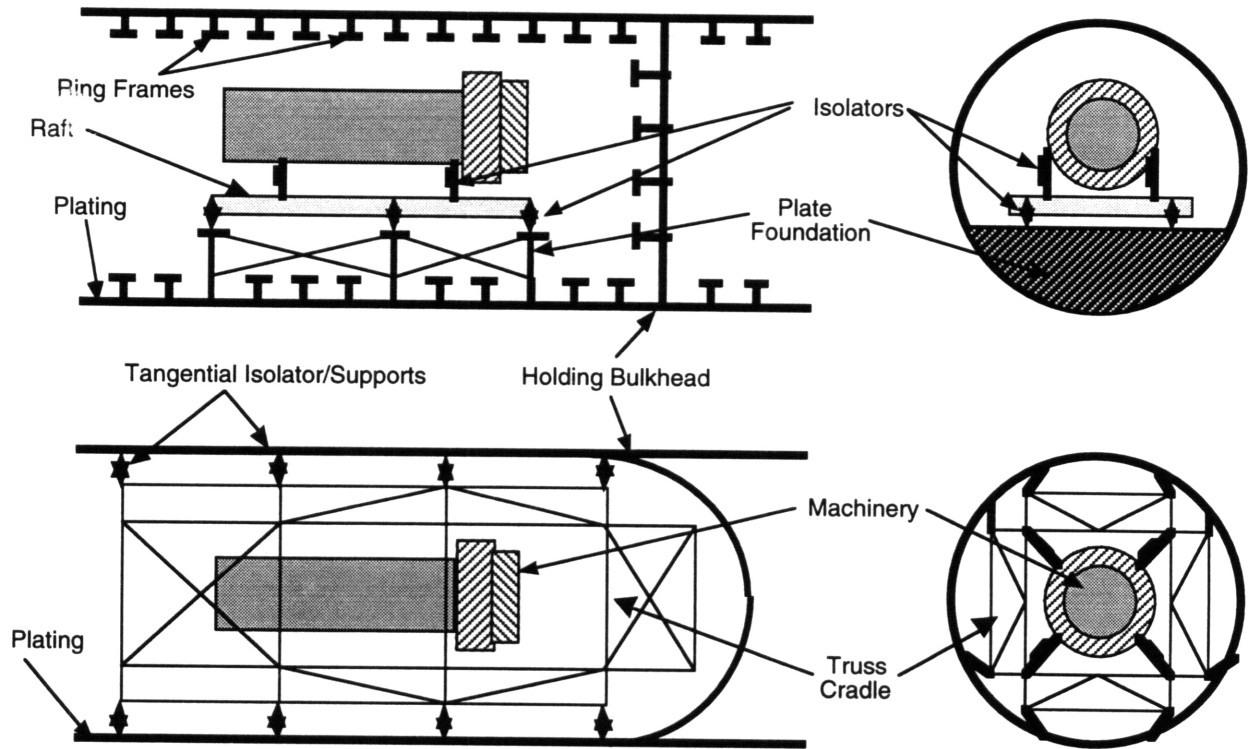 Ring Frames
Raft
Plating
Isolators
Plate
Foundation
Tangential Isolator/Supports
Holding Bulkhead
Machinery
Plating
Truss
Cradle